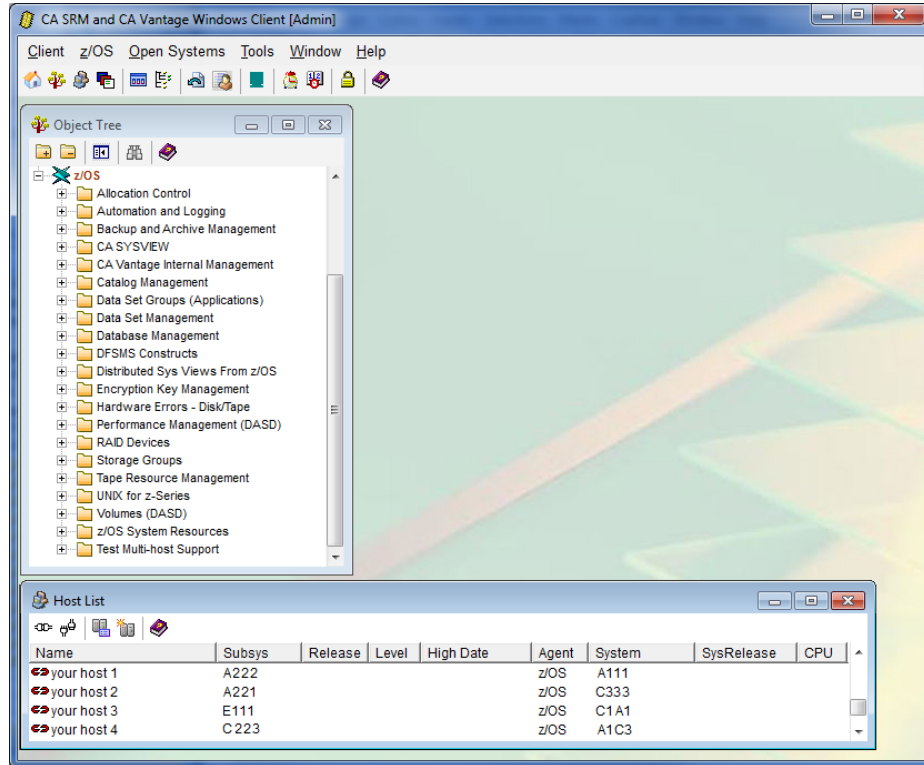 CA SRM and CA Vantage Windows Client [Admin]
Client z/OS Open Systems Tools Window Help
Object Tree
z/OS
Allocation Control
Automation and Logging
Backup and Archive Management
CA SYSVIEW
CA Vantage Internal Management
Catalog Management
Data Set Groups (Applications)
Data Set Management
Database Management
DFSMS Constructs
Distributed Sys Views From z/OS
Encryption Key Management
Hardware Errors - Disk/Tape
Performance Management (DASD)
RAID Devices
Storage Groups
Tape Resource Management
UNIX for z-Series
Volumes (DASD)
z/OS System Resources
Test Multi-host Support
Host List
Name Subsys Release Level High Date Agent System SysRelease CPU
your host 1 A222 z/OS A111
your host 2 A221 z/OS C333
your host 3 E111 z/OS C1A1
your host 4 C223 z/OS A1C3